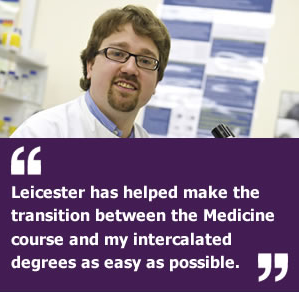 “
Leicester has helped make the
transition between the Medicine
course and my intercalated
degrees as easy as possible.
”